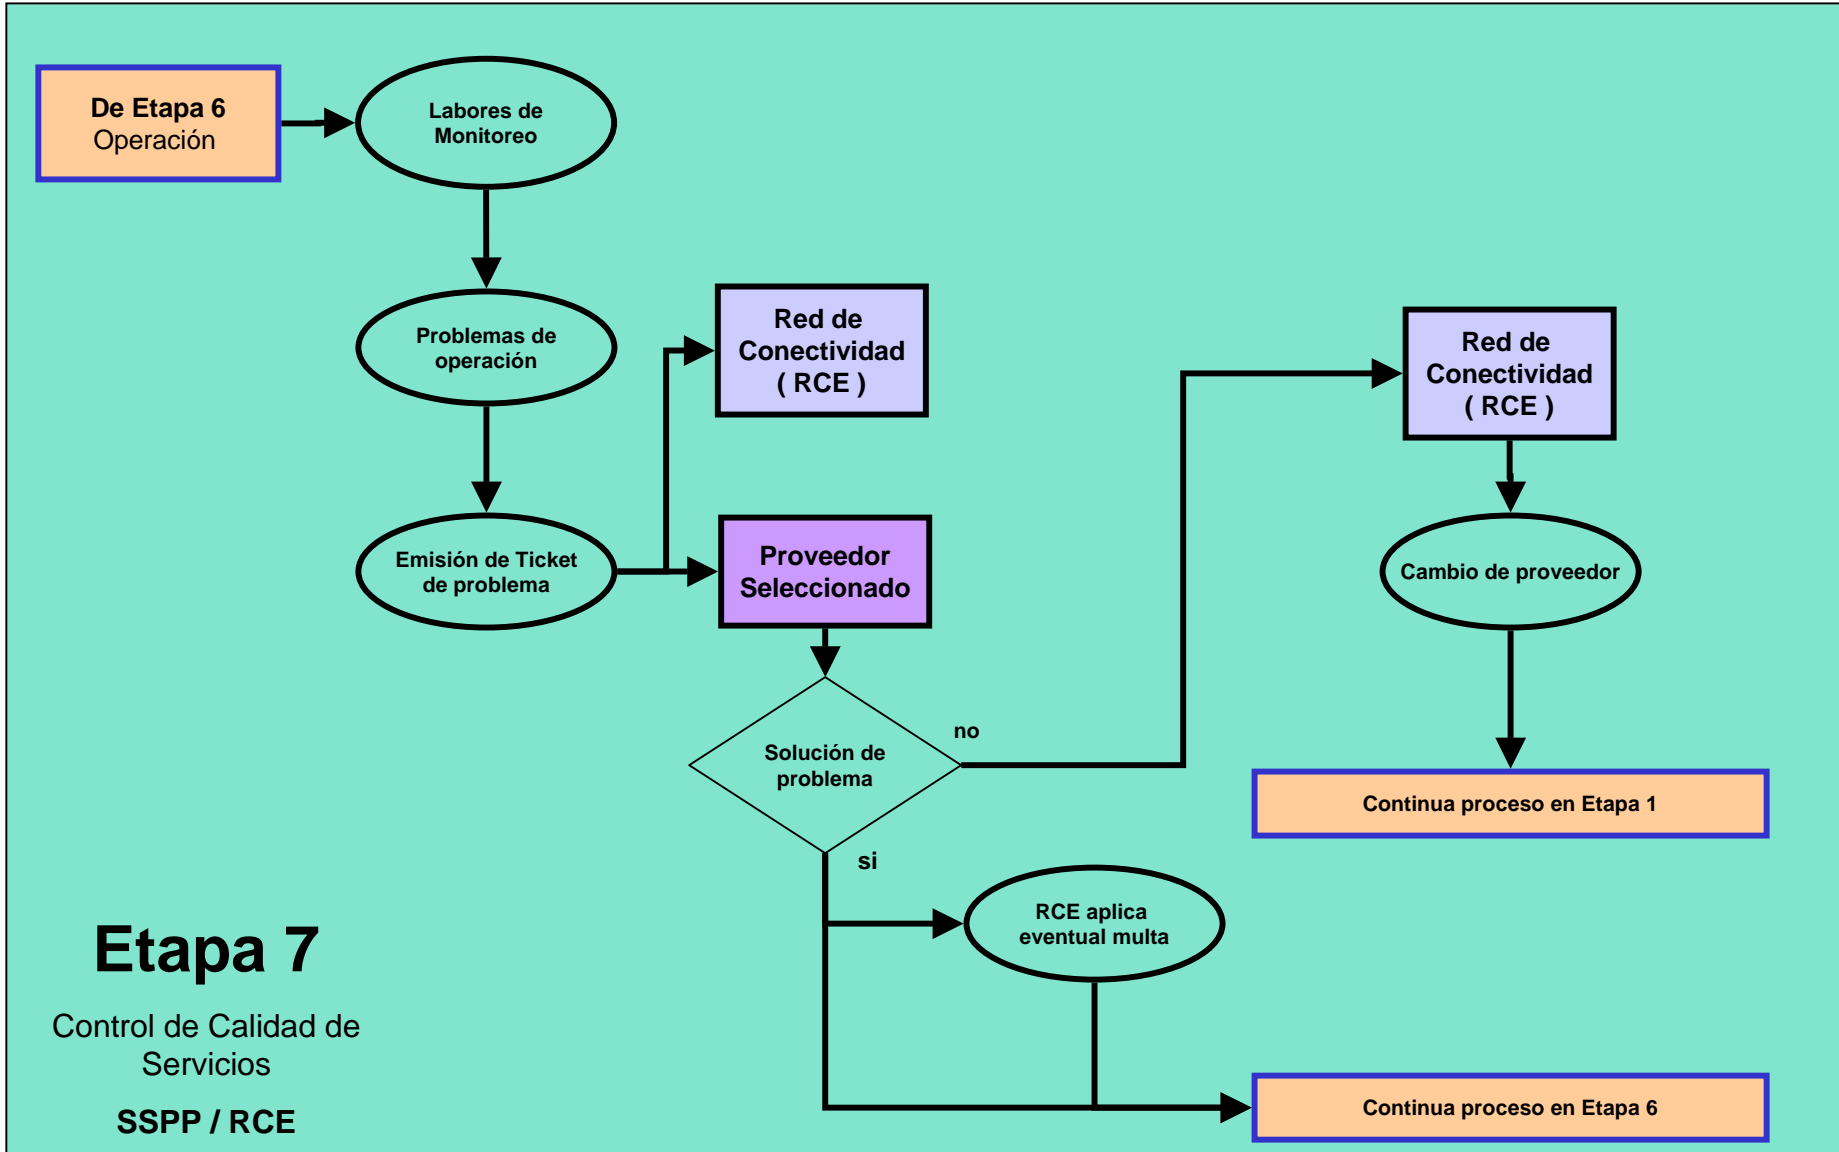 De Etapa 6
Operación
Labores de
Monitoreo
Problemas de
operación
Red de
Conectividad
( RCE )
Red de
Conectividad
( RCE )
Emisión de Ticket
de problema
Proveedor
Seleccionado
Cambio de proveedor
Solución de
problema
no
si
Continua proceso en Etapa 1
RCE aplica
eventual multa
Etapa 7
Control de Calidad de
Servicios
SSPP / RCE
Continua proceso en Etapa 6